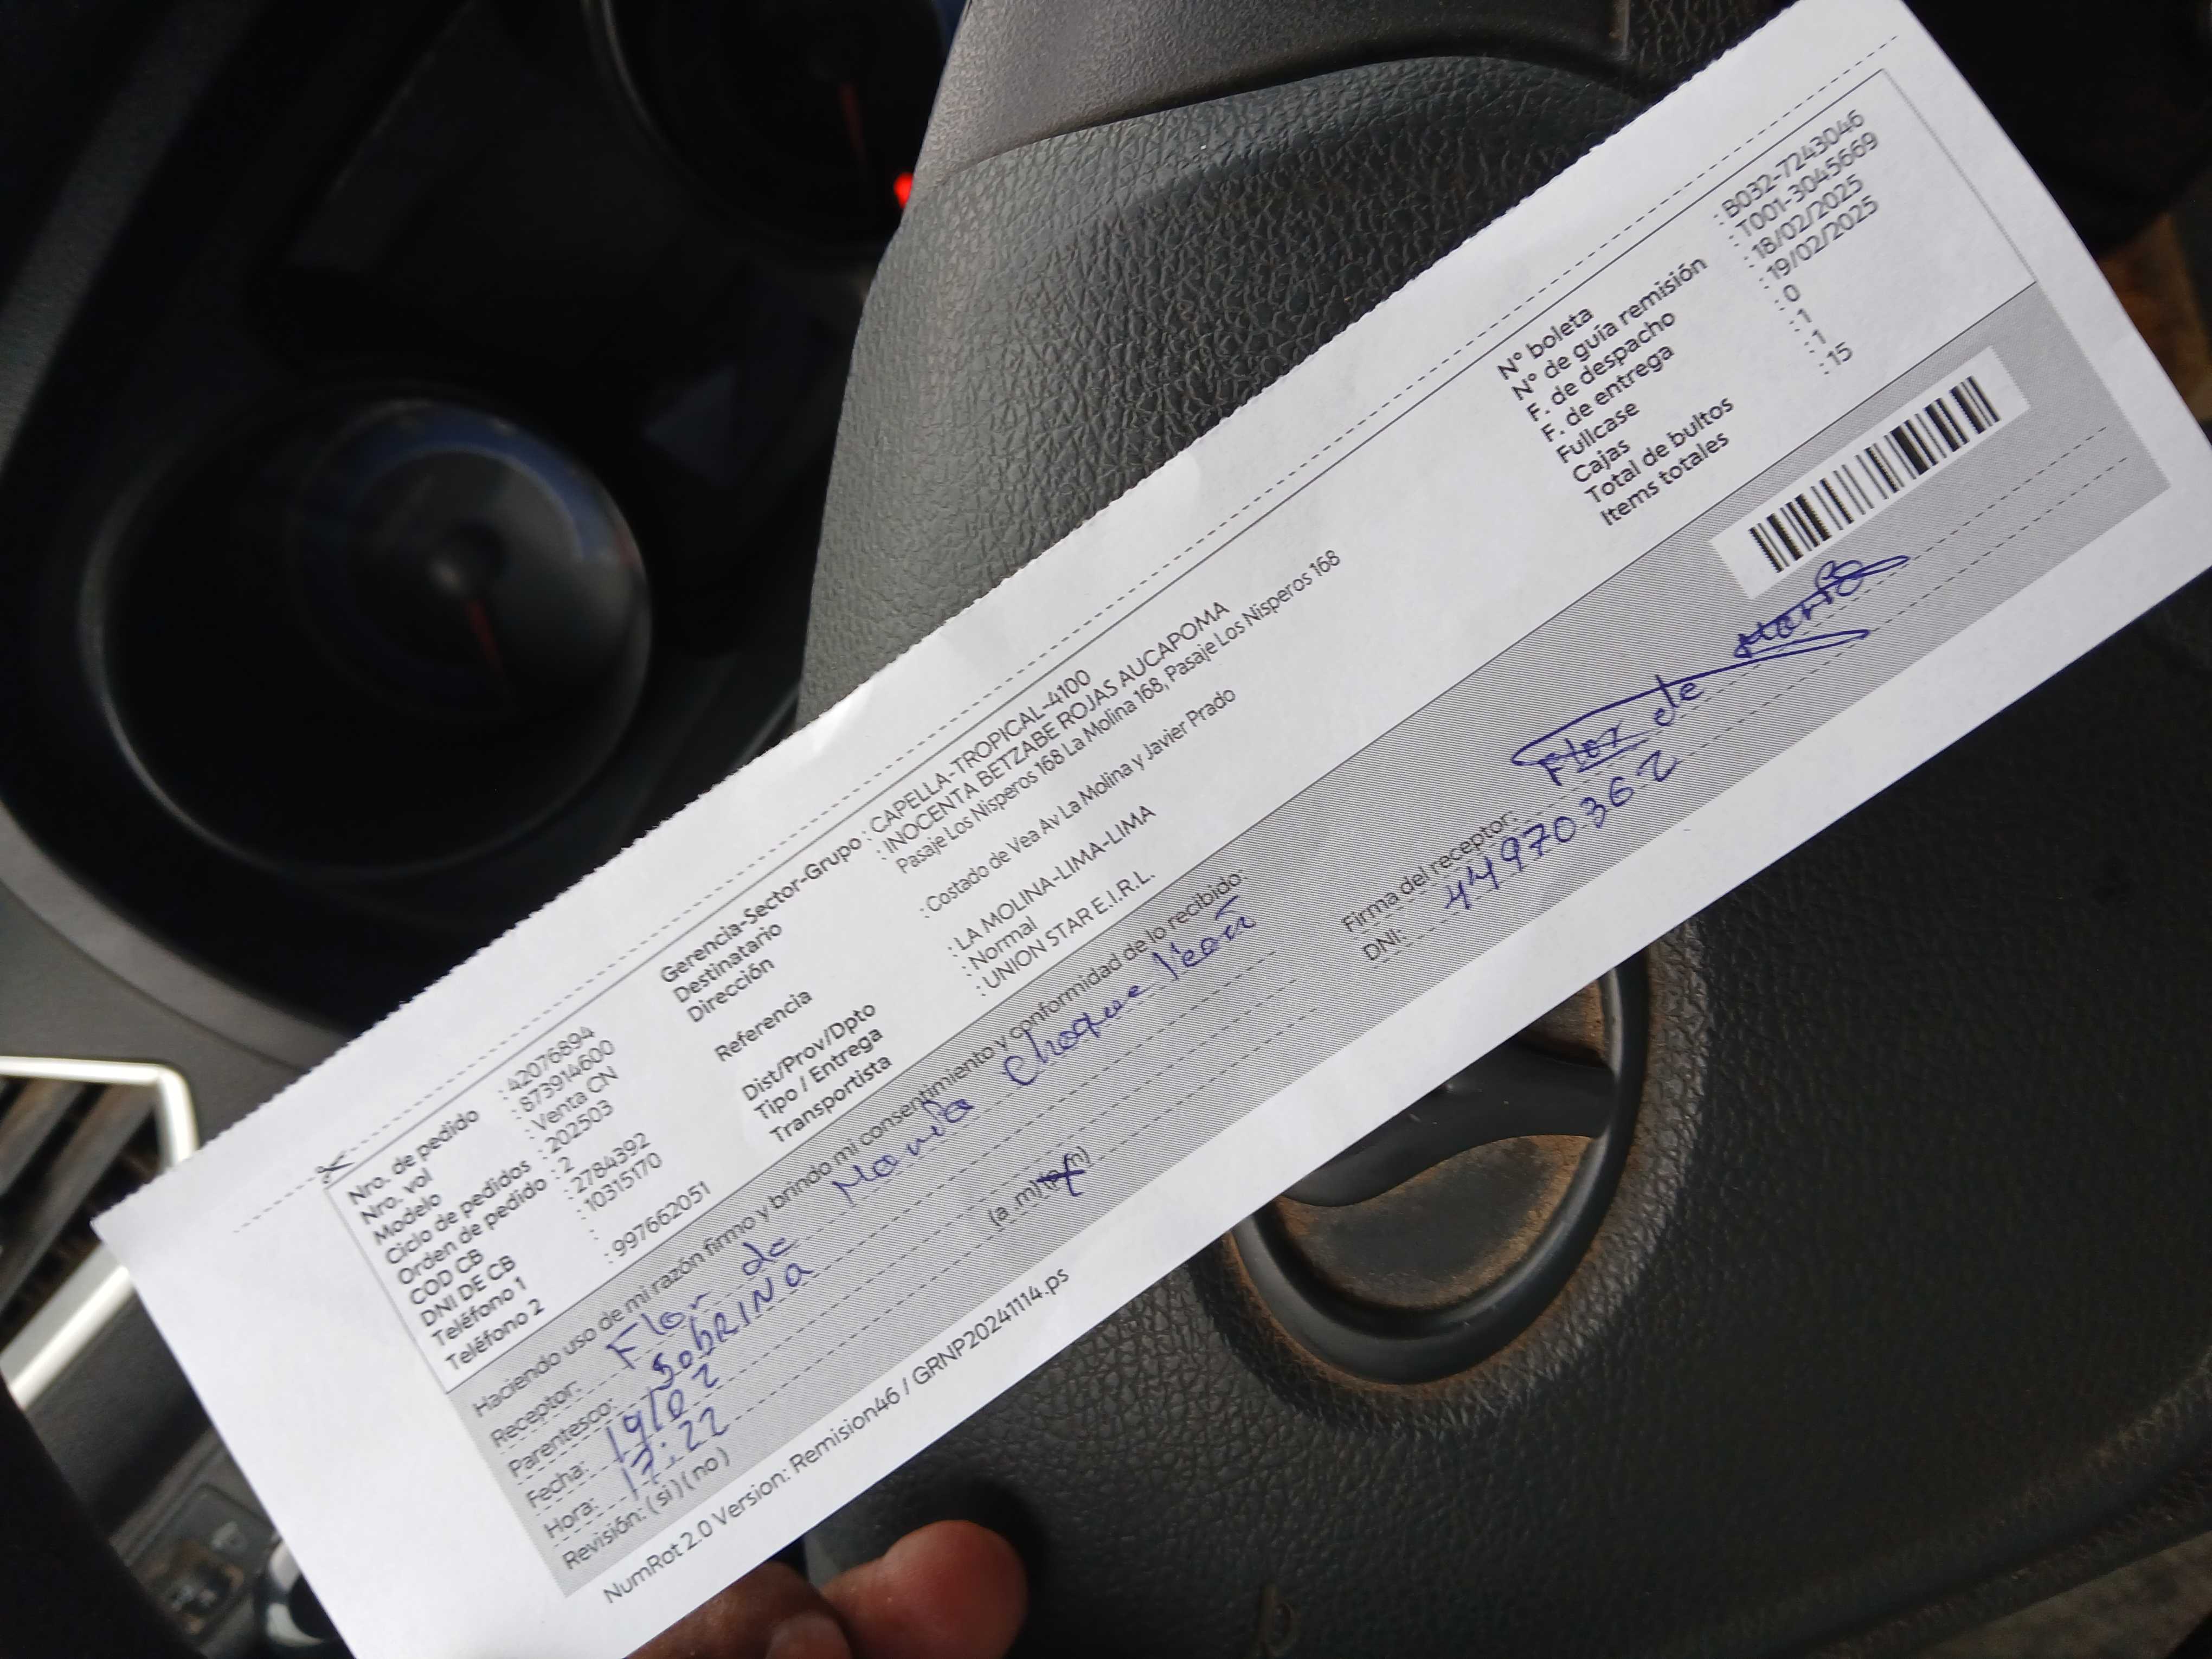 Nro. de pedido : 42076894
Nro. vol : 873914600
Modelo : Venta CN
Ciclo de pedidos : 202503
Orden de pedido : 2
COD CB : 2784392
DNI DE CB : 10315170
Teléfono 1 :
Teléfono 2 : 997662051
Gerencia-Sector-Grupo : CAPELLA-TROPICAL-4100
Destinatario : INOCENTA BETZABE ROJAS AUCAPOMA
Dirección Pasaje Los Nisperos 168 La Molina 168, Pasaje Los Nisperos 168
Referencia : Costado de Vea Av La Molina y Javier Prado
Dist/Prov/Dpto : LA MOLINA-LIMA-LIMA
Tipo / Entrega : Normal
Transportista : UNION STAR E.I.R.L.
N° boleta : B032-7243046
N° de guía remisión : T001-3045669
F. de despacho : 18/02/2025
F. de entrega : 19/02/2025
Fullcase : 0
Cajas : 1
Total de bultos : 1
Items totales : 15
Haciendo uso de mi razón firmo y brindo mi consentimiento y conformidad de lo recibido:
Receptor: Flor de María Choque
Parentesco: SobRINa
Fecha: 19/02
Hora: 17:22 (a .m) (p.m)
Revisión: (si) (no)
Firma del receptor: Flor de María
DNI: 44970362
NumRot 2.0 Version: Remision46 / GRNP20241114.ps